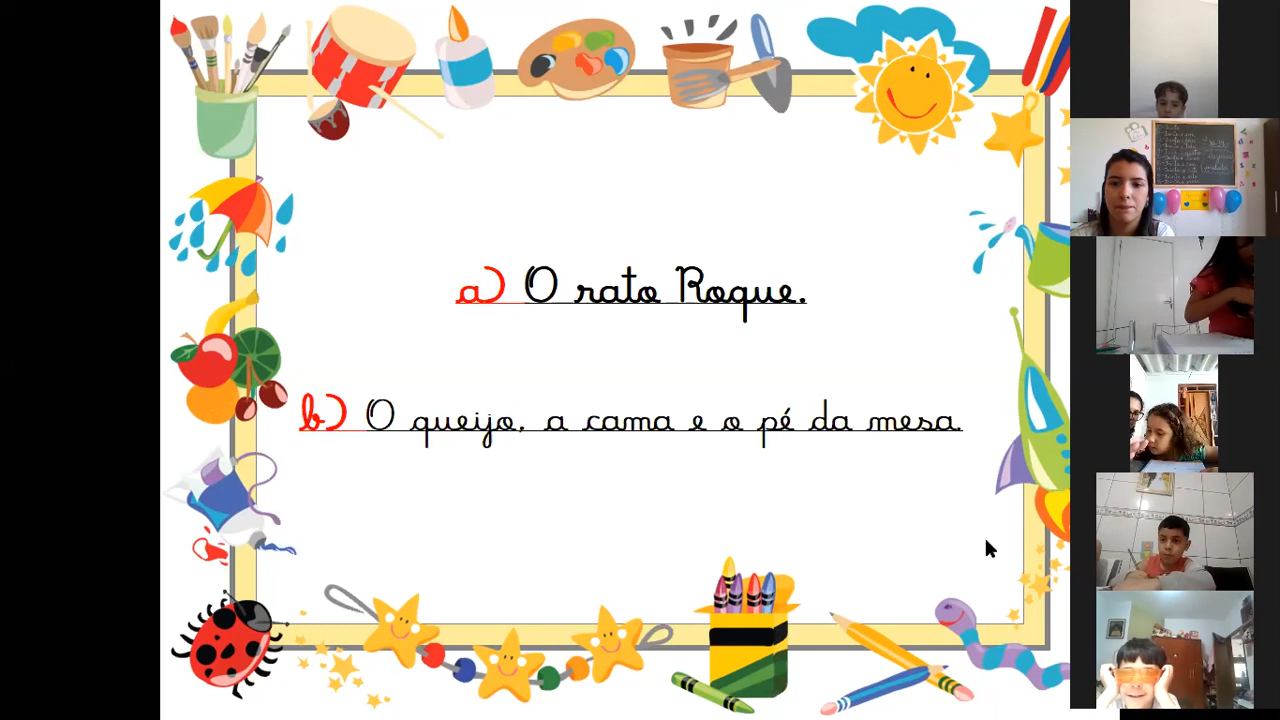 a) O rato Roque.
b) O queijo, a cama e o pé da mesa.